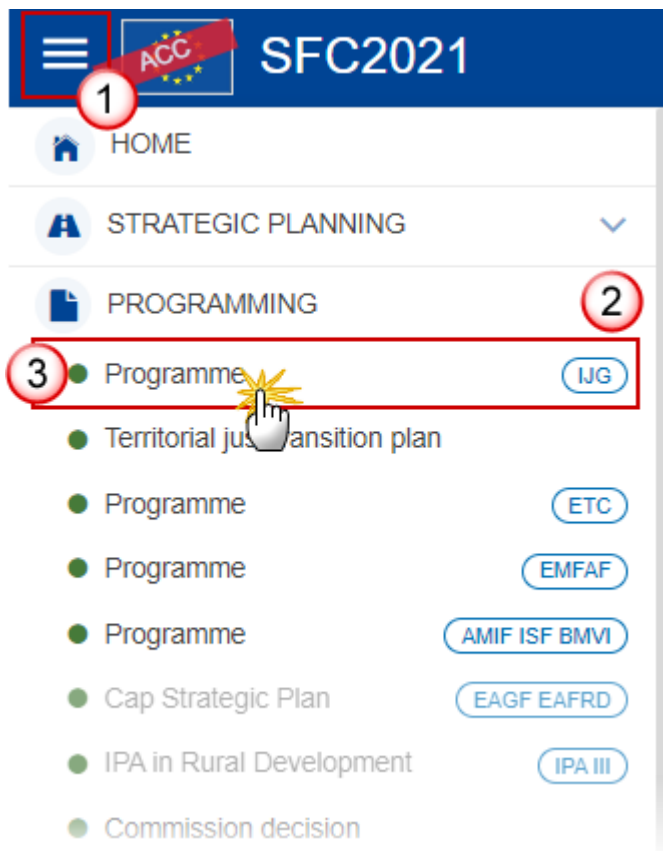 ACC SFC2021
1
HOME
STRATEGIC PLANNING
PROGRAMMING 2
3 Programme IJG
Territorial just transition plan
Programme ETC
Programme EMFAF
Programme AMIF ISF BMVI
Cap Strategic Plan EAGF EAFRD
IPA in Rural Development IPA III
Commission decision